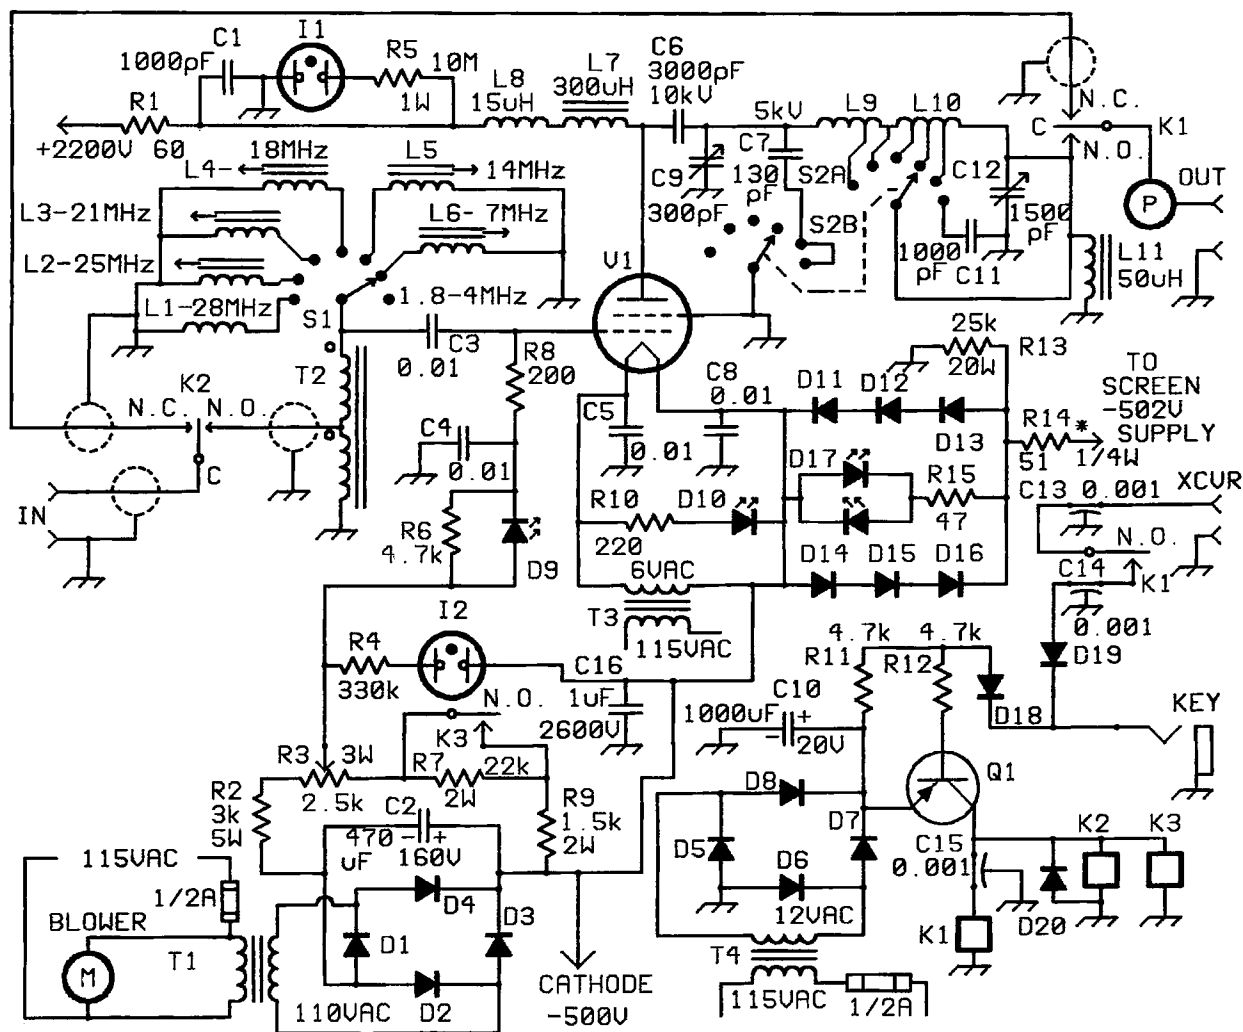 I1
C1
1000pF
R5
10M
1W
L8
15uH
L7
300uH
C6
3000pF
10kV
5kV
L9
L10
N.C.
C
K1
N.O.
R1
+2200V 60
18MHz
L4-
L5
14MHz
C7
130
pF
S2A
C12
C9
300pF
OUT
P
L3-21MHz
L6- 7MHz
S2B
1500
pF
L2-25MHz
V1
1000
pF
C11
L11
50uH
L1-28MHz
S1
1.8-4MHz
C3
0.01
R8
200
25k
20W
R13
T2
K2
N.C.
N.O.
C
C8
0.01
D11
D12
D13
TO
SCREEN
-502V
SUPPLY
C5
0.01
C4
0.01
R14*
51
1/4W
D17
R15
47
C13
0.001
XCVR
IN
R6
4.7k
R10
220
D10
N.O.
D9
6VAC
D14
D15
D16
C14
K1
T3
115VAC
0.001
I2
R4
330k
C16
1uF
2600V
4.7k
4.7k
R11
R12
D19
N.O.
K3
C10
1000uF
+
-
20V
D18
KEY
R3
3W
2.5k
R7
22k
2W
Q1
R2
3k
5W
C2
470
uF
-
+
160V
R9
1.5k
2W
D8
D7
D5
D6
C15
0.001
K2
K3
115VAC
1/2A
D4
D3
12VAC
D20
BLOWER
M
T1
D1
D2
110VAC
CATHODE
-500V
T4
115VAC
1/2A
K1